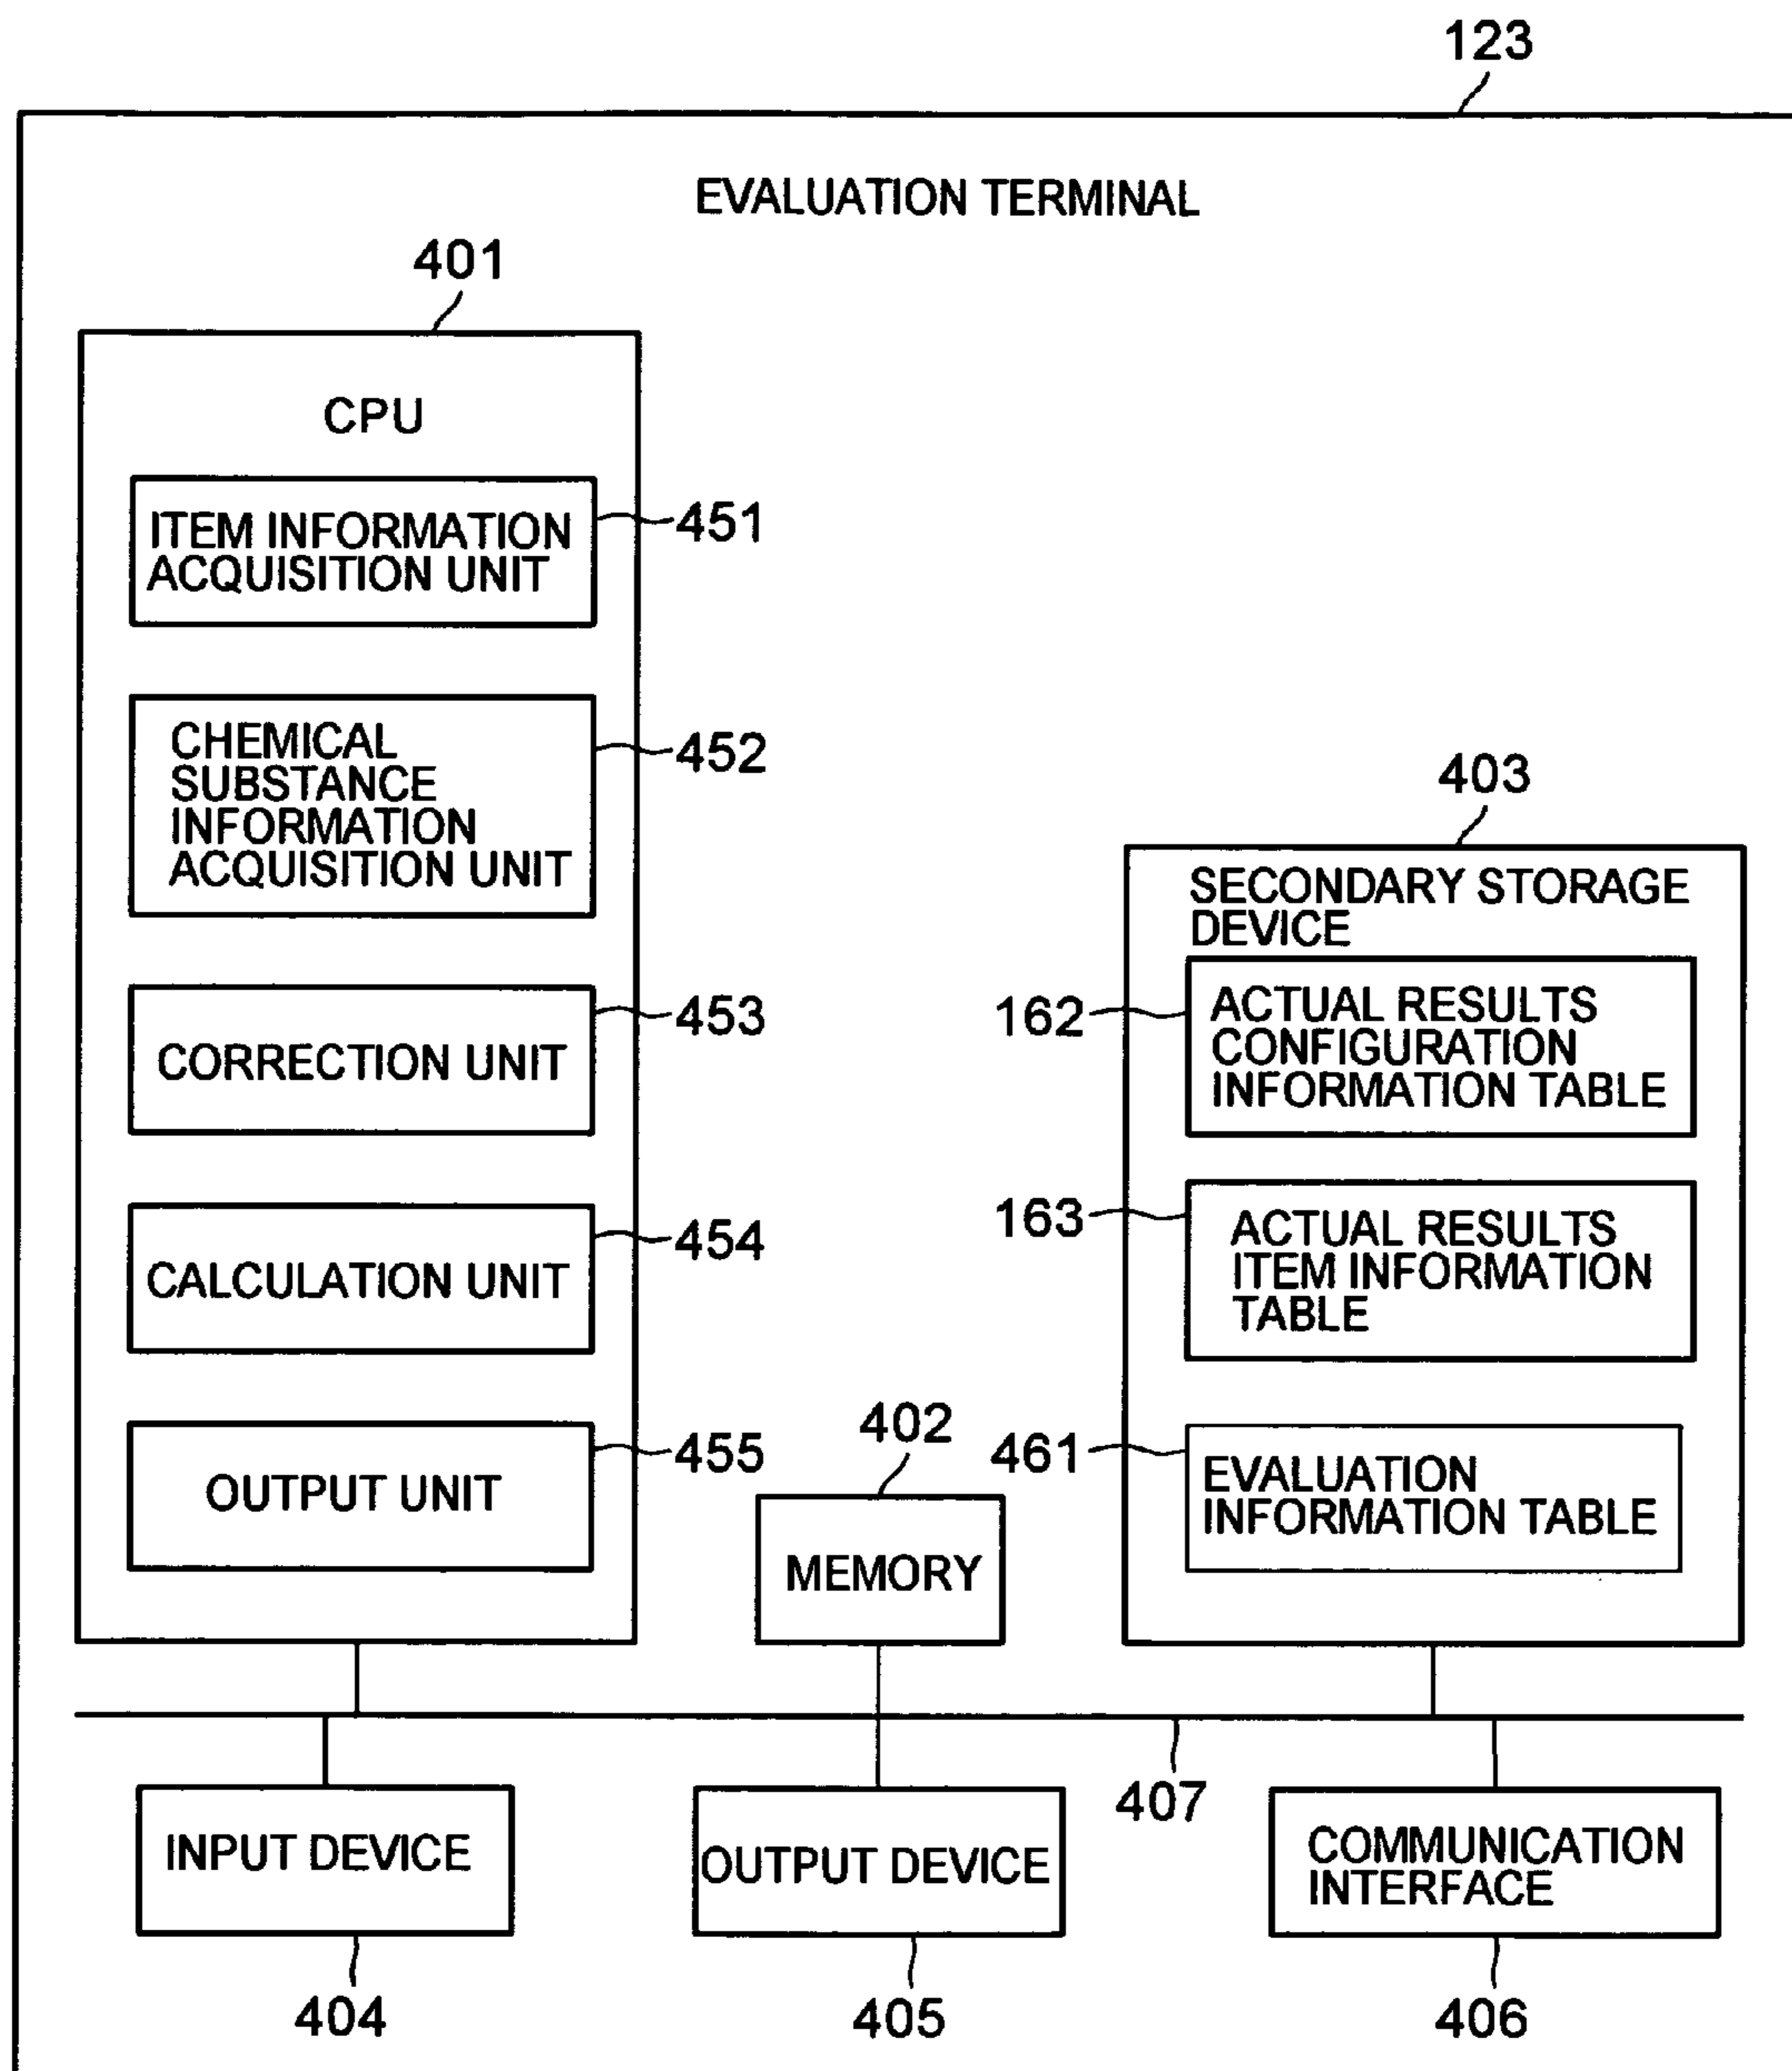 123
EVALUATION TERMINAL
401
CPU
ITEM INFORMATION
ACQUISITION UNIT
451
CHEMICAL
SUBSTANCE
INFORMATION
ACQUISITION UNIT
452
CORRECTION UNIT
453
CALCULATION UNIT
454
OUTPUT UNIT
455
402
MEMORY
403
SECONDARY STORAGE
DEVICE
162
ACTUAL RESULTS
CONFIGURATION
INFORMATION TABLE
163
ACTUAL RESULTS
ITEM INFORMATION
TABLE
461
EVALUATION
INFORMATION TABLE
407
INPUT DEVICE
404
OUTPUT DEVICE
405
COMMUNICATION
INTERFACE
406